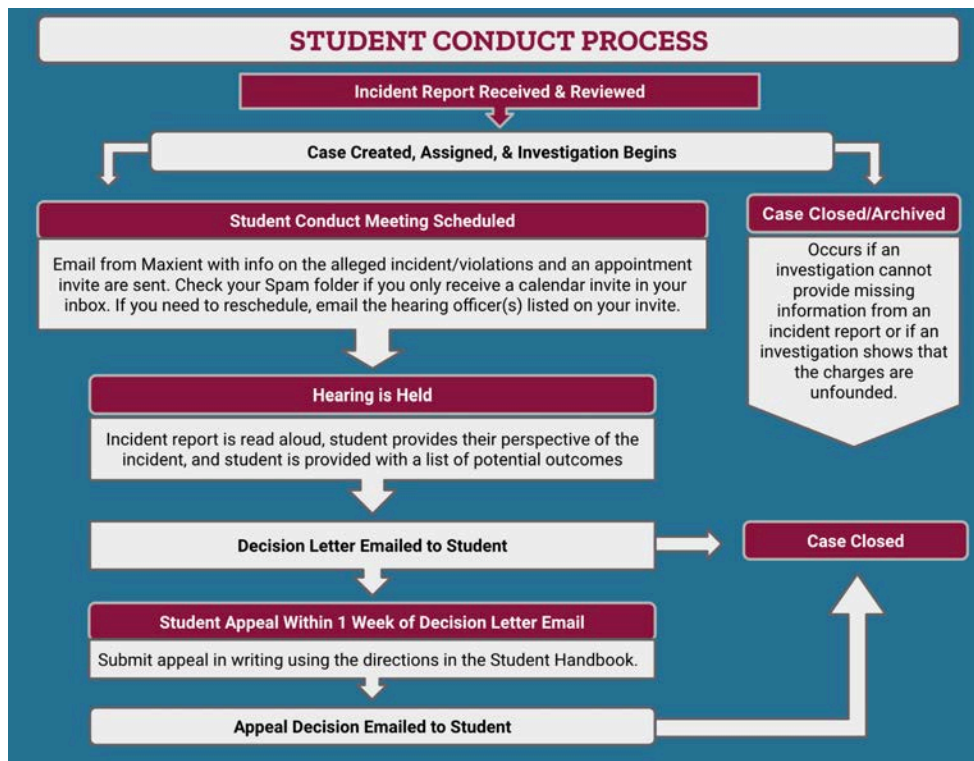 STUDENT CONDUCT PROCESS
Incident Report Received & Reviewed
Case Created, Assigned, & Investigation Begins
Student Conduct Meeting Scheduled
Email from Maxient with info on the alleged incident/violations and an appointment
invite are sent. Check your Spam folder if you only receive a calendar invite in your
inbox. If you need to reschedule, email the hearing officer(s) listed on your invite.
Case Closed/Archived
Occurs if an
investigation cannot
provide missing
information from an
incident report or if an
investigation shows that
the charges are
unfounded.
Hearing is Held
Incident report is read aloud, student provides their perspective of the
incident, and student is provided with a list of potential outcomes
Decision Letter Emailed to Student
Case Closed
Student Appeal Within 1 Week of Decision Letter Email
Submit appeal in writing using the directions in the Student Handbook.
Appeal Decision Emailed to Student